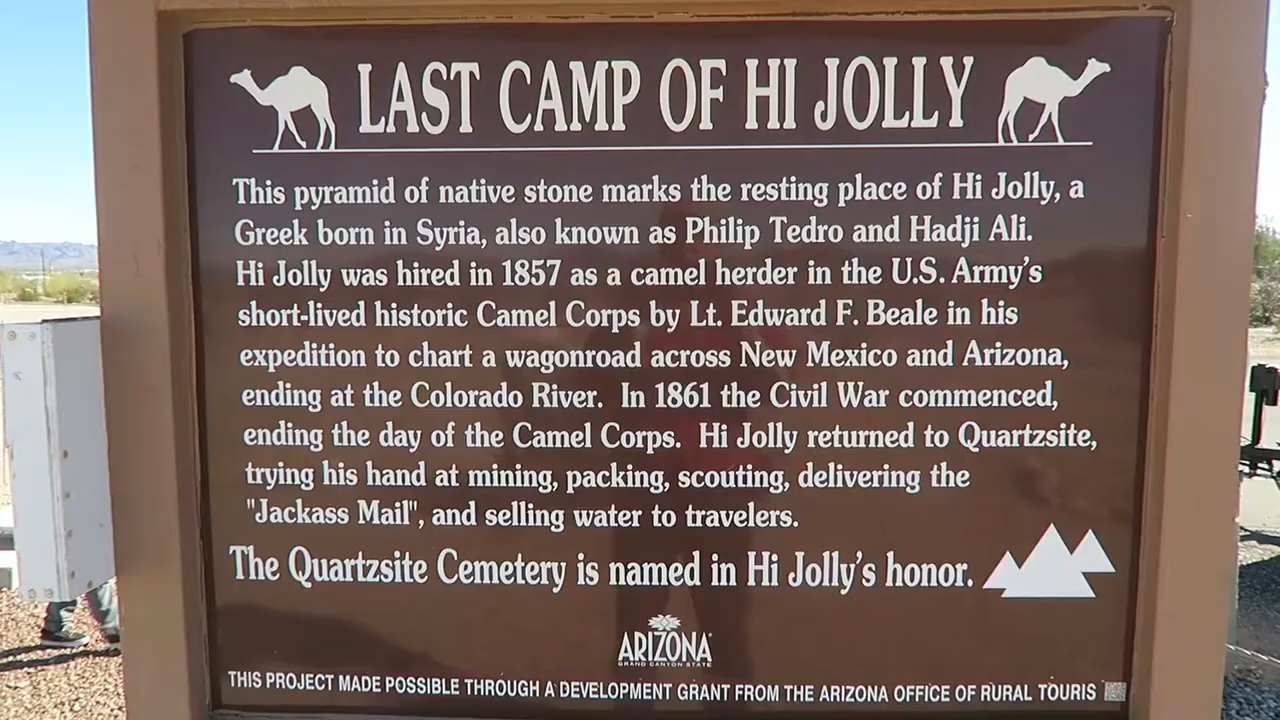 LAST CAMP OF HI JOLLY
This pyramid of native stone marks the resting place of Hi Jolly, a
Greek born in Syria, also known as Philip Tedro and Hadji Ali.
Hi Jolly was hired in 1857 as a camel herder in the U.S. Army's
short-lived historic Camel Corps by Lt. Edward F. Beale in his
expedition to chart a wagonroad across New Mexico and Arizona,
ending at the Colorado River. In 1861 the Civil War commenced,
ending the day of the Camel Corps. Hi Jolly returned to Quartzsite,
trying his hand at mining, packing, scouting, delivering the
"Jackass Mail", and selling water to travelers.
The Quartzsite Cemetery is named in Hi Jolly's honor.
ARIZONA
GRAND CANYON STATE
THIS PROJECT MADE POSSIBLE THROUGH A DEVELOPMENT GRANT FROM THE ARIZONA OFFICE OF RURAL TOURIS